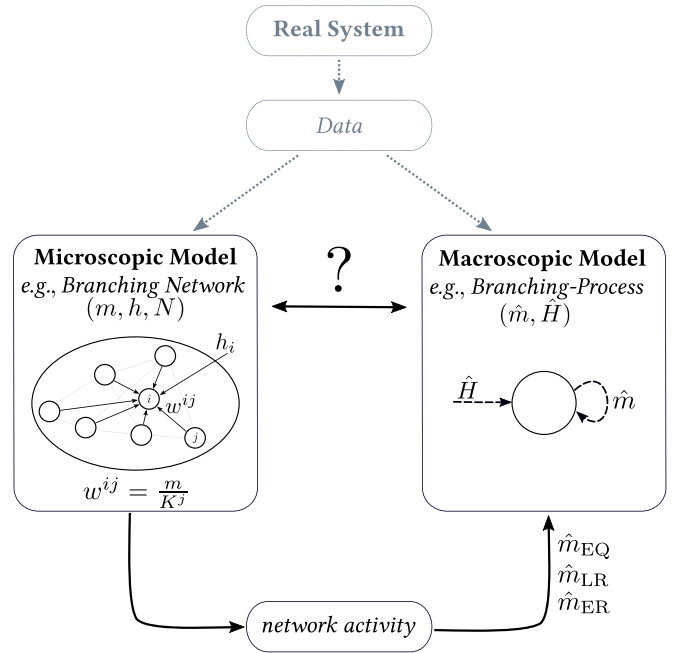 Real System
Data
Microscopic Model
e.g., Branching Network
(m, h, N)
h_i
i
w^{ij}
j
w^{ij} = \frac{m}{K^j}
?
Macroscopic Model
e.g., Branching-Process
(m̂, Ĥ)
Ĥ
m̂
m̂_EQ
m̂_LR
m̂_ER
network activity